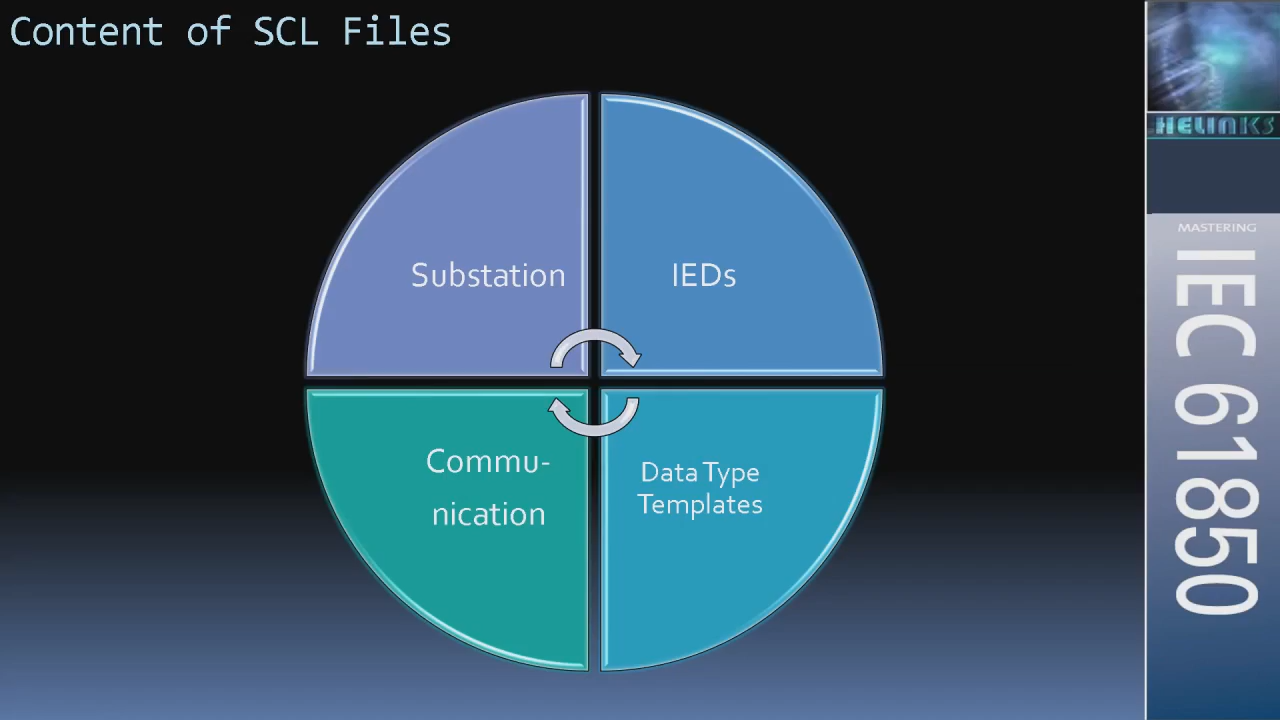 Content of SCL Files
Substation
IEDs
Commu-
nication
Data Type
Templates
HELINKS
MASTERING
IEC 61850